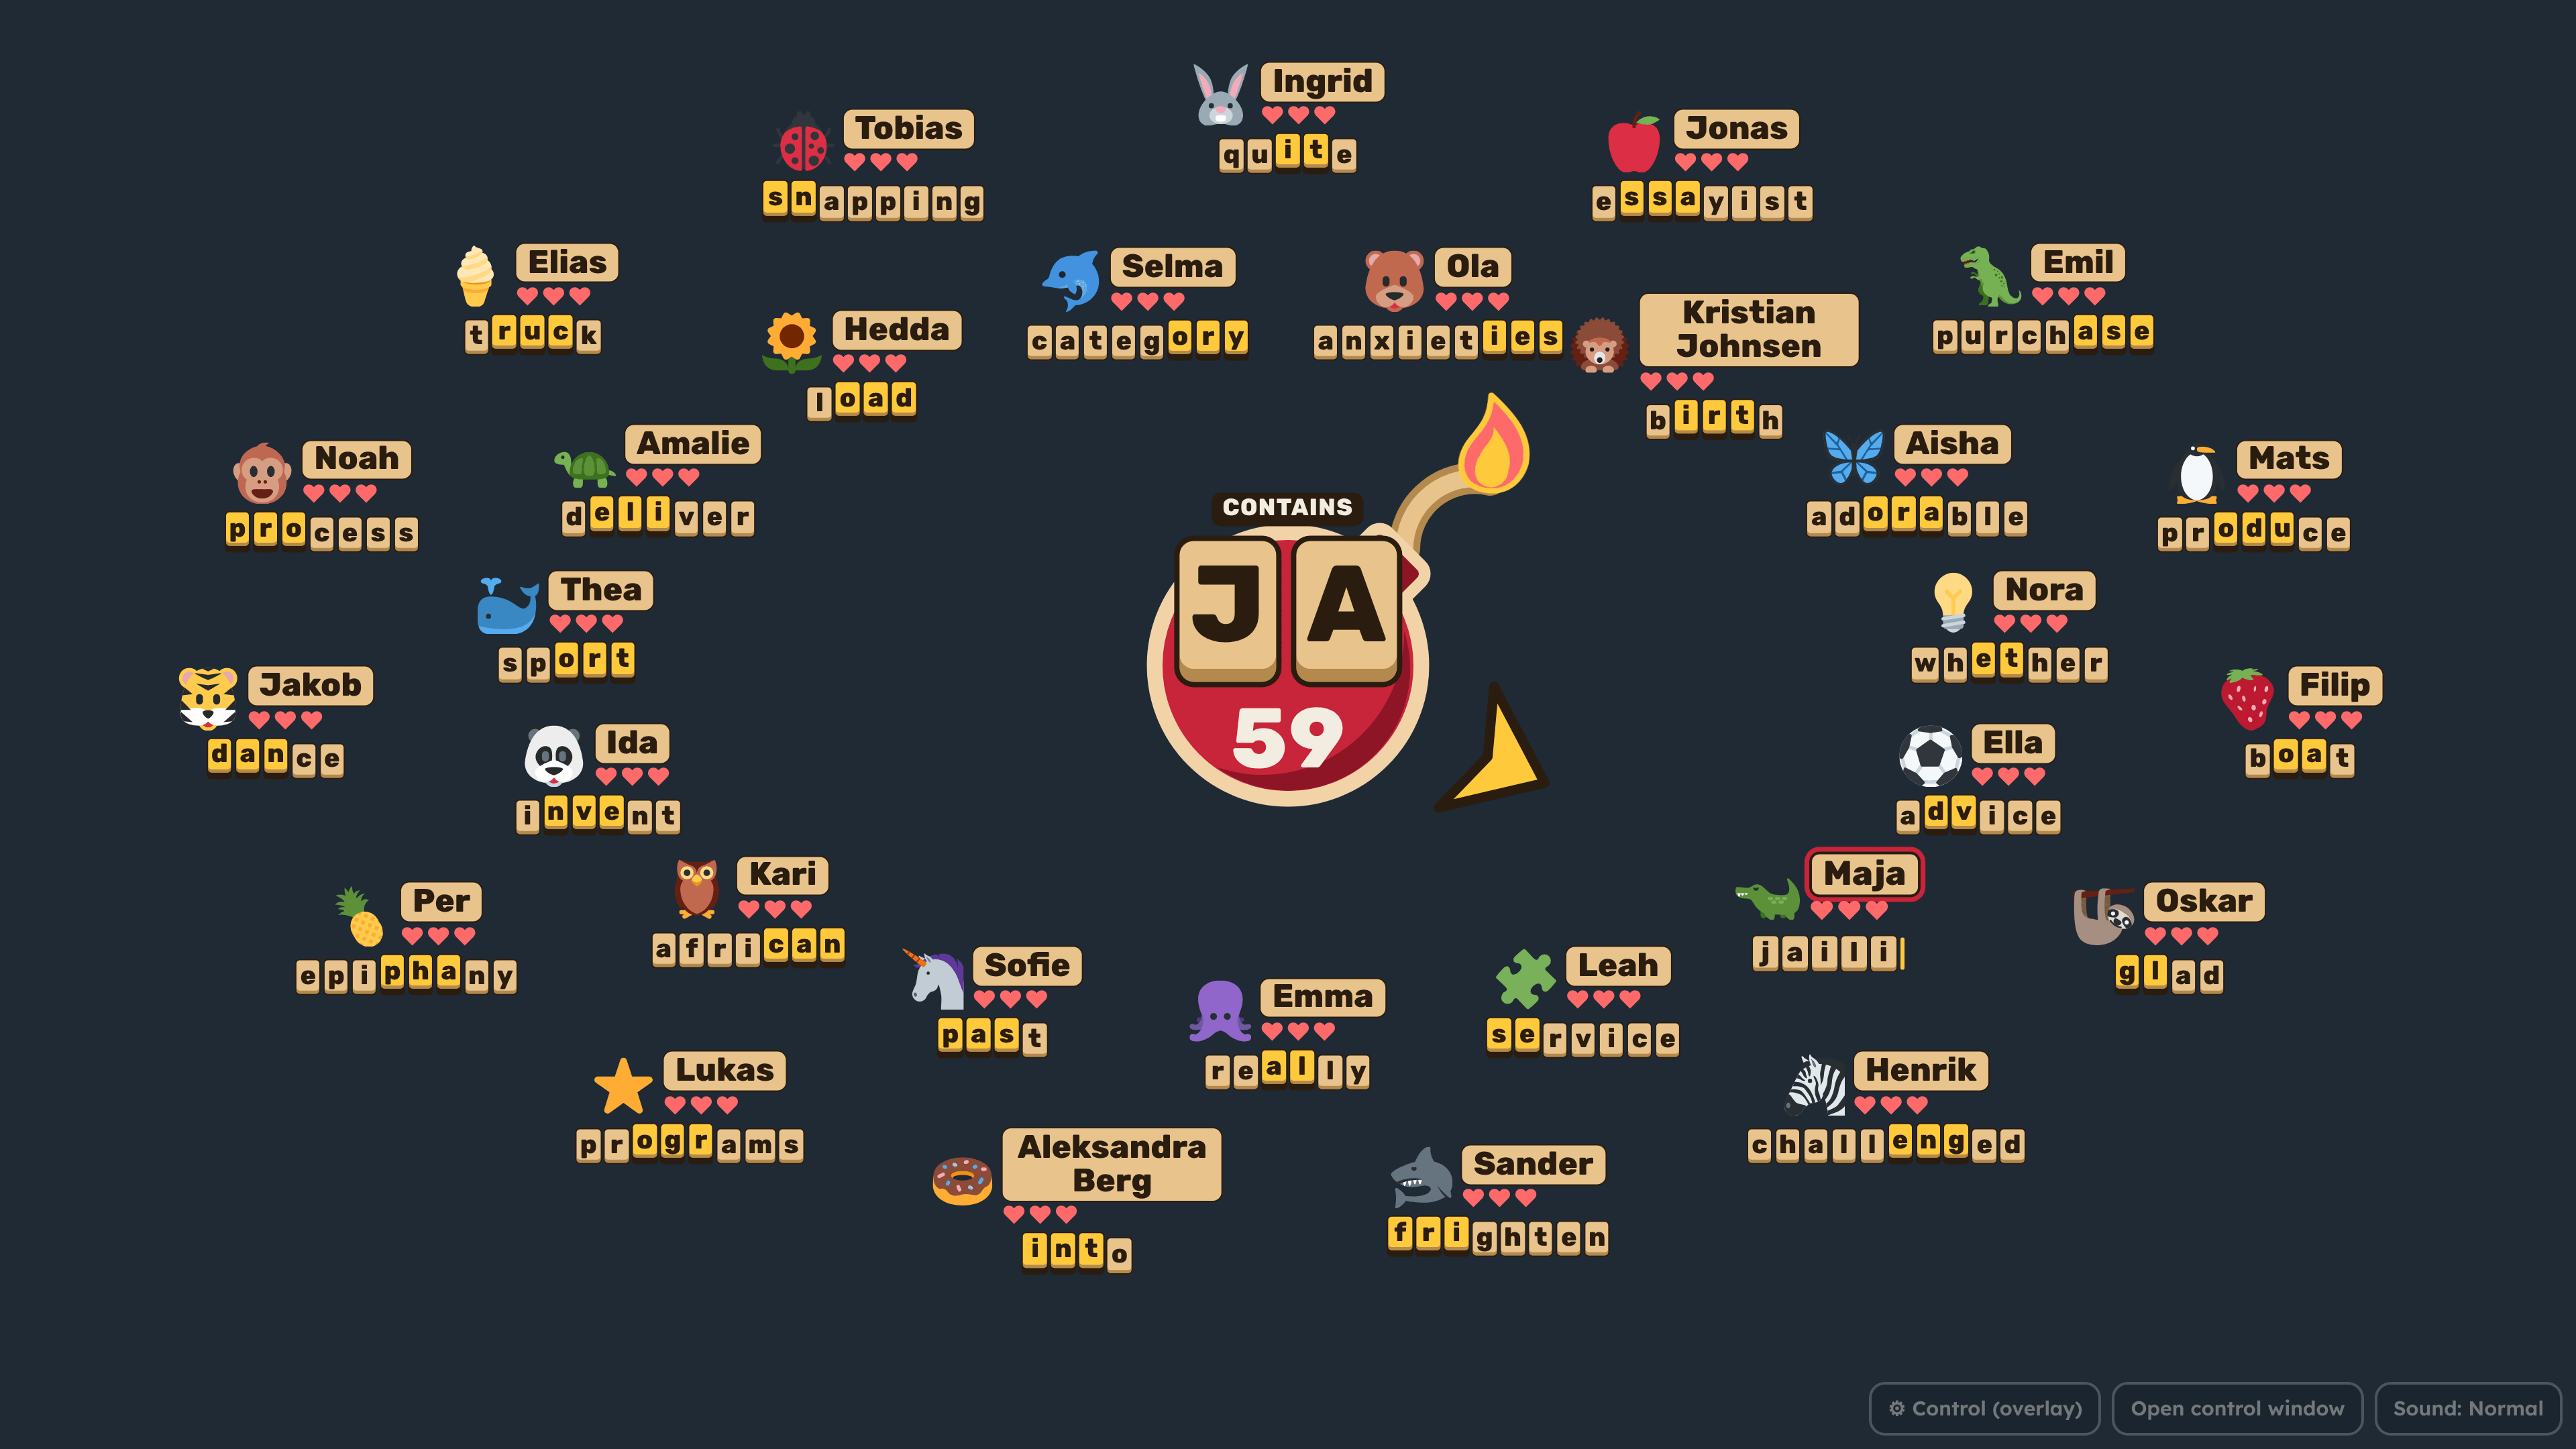 Ingrid
quite
Tobias
snapping
Jonas
essayist
Elias
truck
Selma
category
Ola
anxieties
Emil
purchase
Hedda
load
Kristian
Johnsen
birth
Noah
process
Amalie
deliver
Aisha
adorable
Mats
produce
CONTAINS
JA
59
Thea
sport
Nora
whether
Jakob
dance
Filip
boat
Ida
invent
Ella
advice
Kari
african
Maja
jaili
Per
epiphany
Oskar
glad
Sofie
past
Leah
service
Emma
really
Lukas
programs
Henrik
challenged
Aleksandra
Berg
into
Sander
frighten
⚙ Control (overlay)
Open control window
Sound: Normal